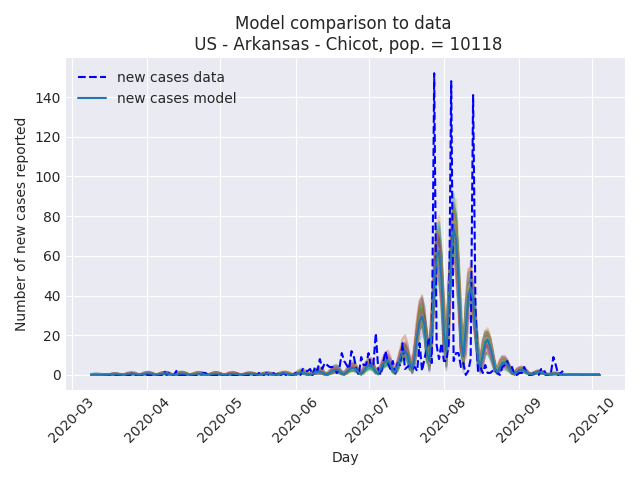 Model comparison to data
US - Arkansas - Chicot, pop. = 10118
new cases data
new cases model
Number of new cases reported
140
120
100
80
60
40
20
0
2020-03
2020-04
2020-05
2020-06
2020-07
2020-08
2020-09
2020-10
Day